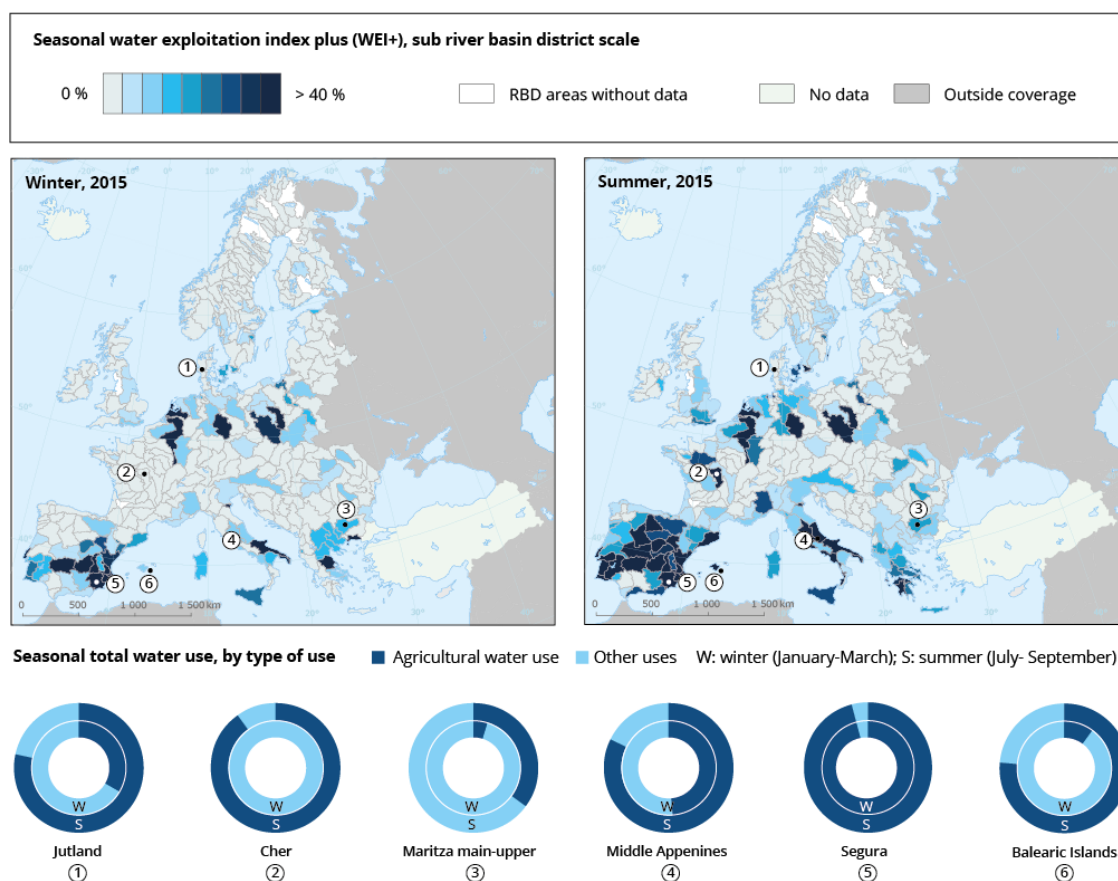 Seasonal water exploitation index plus (WEI+), sub river basin district scale
0 % > 40 % RBD areas without data No data Outside coverage
Winter, 2015
Summer, 2015
1
2
3
4
5
6
0 500 1 000 1 500 km
1
2
3
4
5
6
0 500 1 000 1 500 km
Seasonal total water use, by type of use Agricultural water use Other uses W: winter (January-March); S: summer (July- September)
W W W W W W
S S S S S S
Jutland Cher Maritza main-upper Middle Appenines Segura Balearic Islands
1 2 3 4 5 6